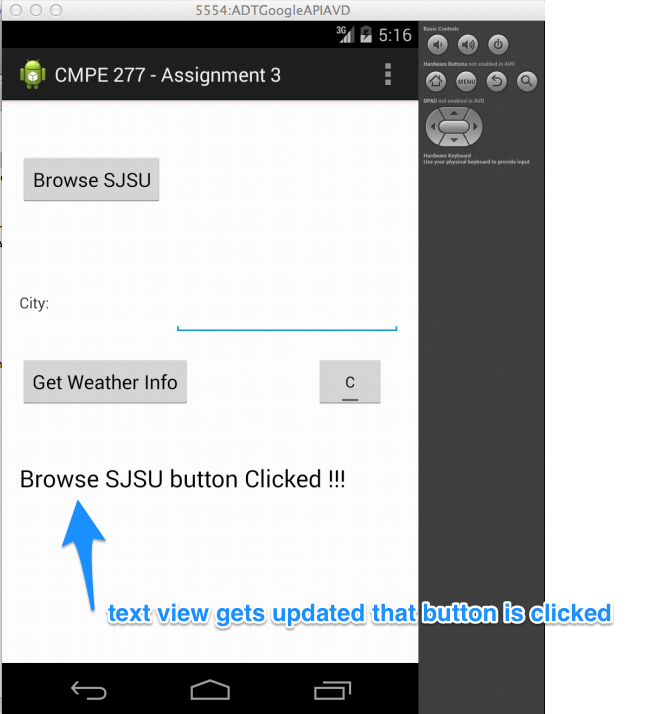 5554:ADTGoogleAPIAVD
3G 5:16
CMPE 277 - Assignment 3
Browse SJSU
City:
Get Weather Info
C
Browse SJSU button Clicked !!!
text view gets updated that button is clicked
Basic Controls
Hardware Buttons not enabled in AVD
MENU
DPAD not enabled in AVD
Hardware Keyboard
Use your physical keyboard to provide input